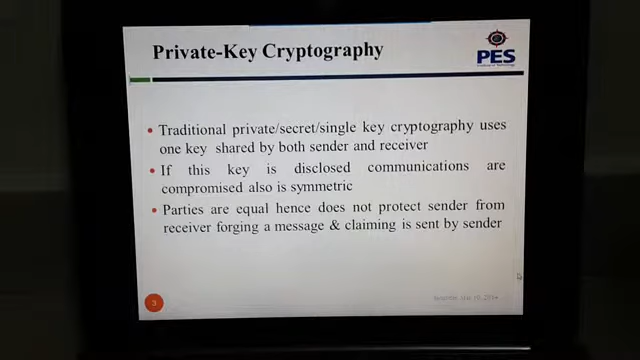 Private-Key Cryptography
PES
• Traditional private/secret/single key cryptography uses
one key shared by both sender and receiver
• If this key is disclosed communications are
compromised also is symmetric
• Parties are equal hence does not protect sender from
receiver forging a message & claiming is sent by sender
3